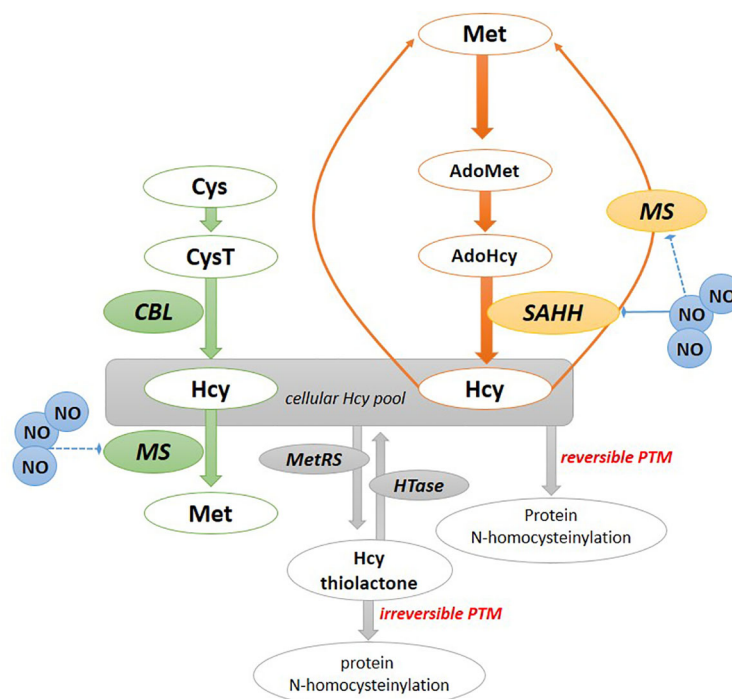 Met
AdoMet
Cys
MS
CysT
AdoHcy
NO
NO
NO
CBL
SAHH
Hcy
cellular Hcy pool
Hcy
NO
NO
NO
MS
MetRS
HTase
reversible PTM
Met
Protein
N-homocysteinylation
Hcy
thiolactone
irreversible PTM
protein
N-homocysteinylation